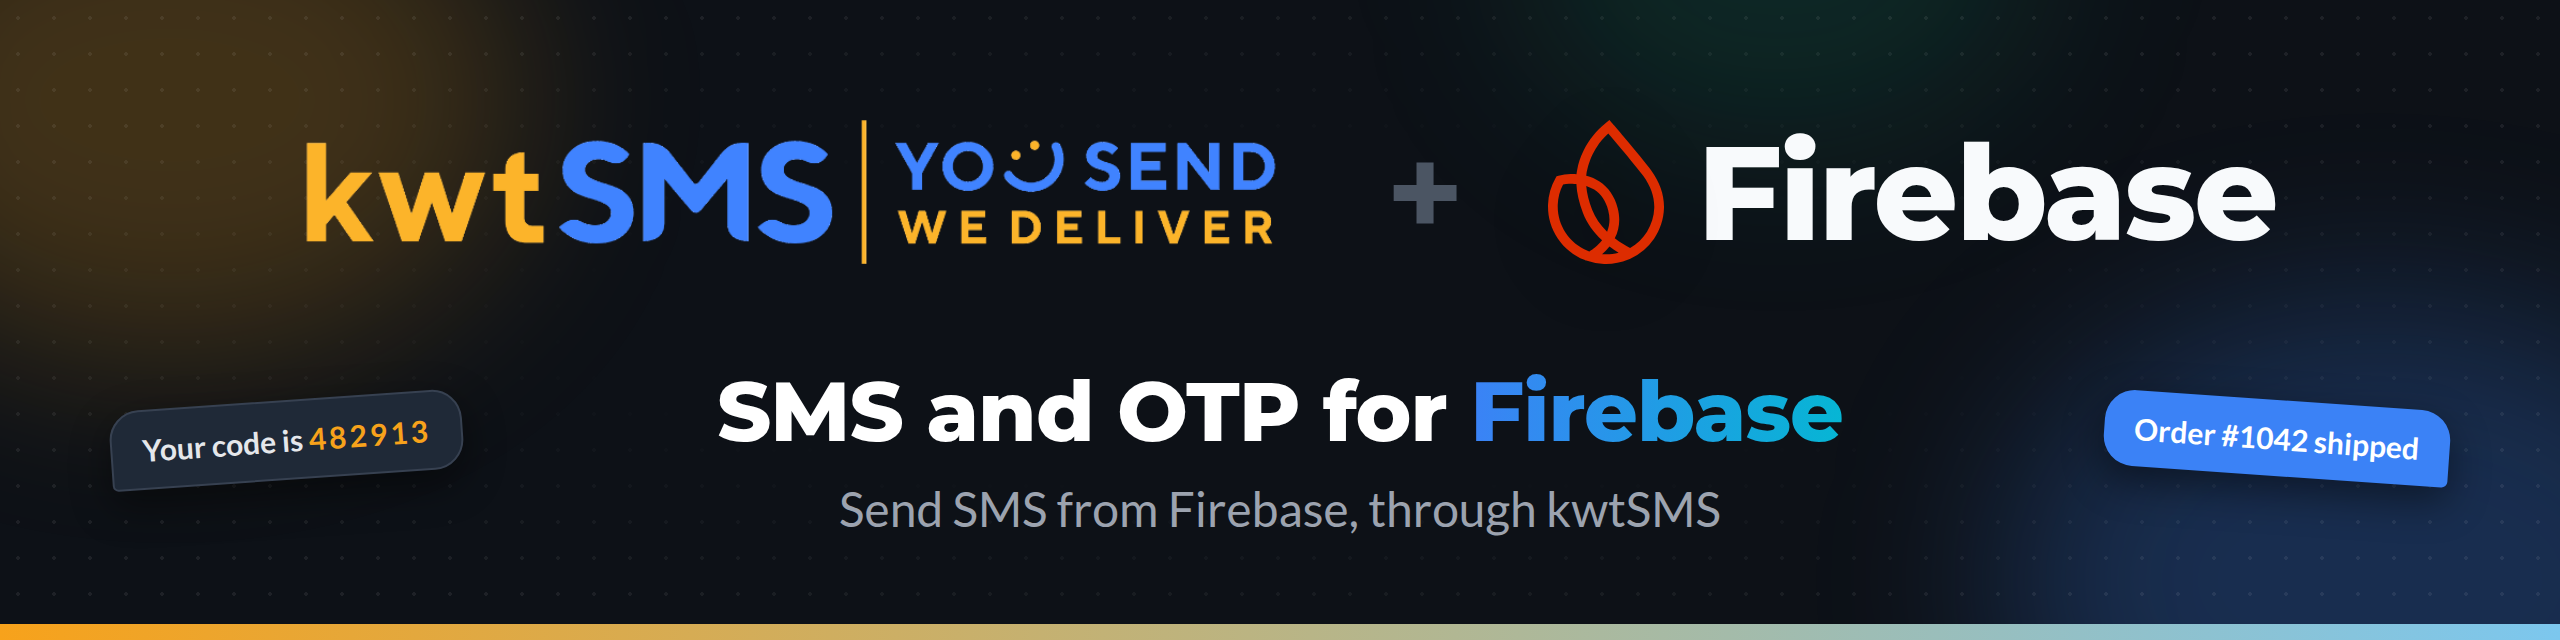 kwtSMS
YOU SEND
WE DELIVER
+
Firebase
SMS and OTP for Firebase
Your code is 482913
Order #1042 shipped
Send SMS from Firebase, through kwtSMS